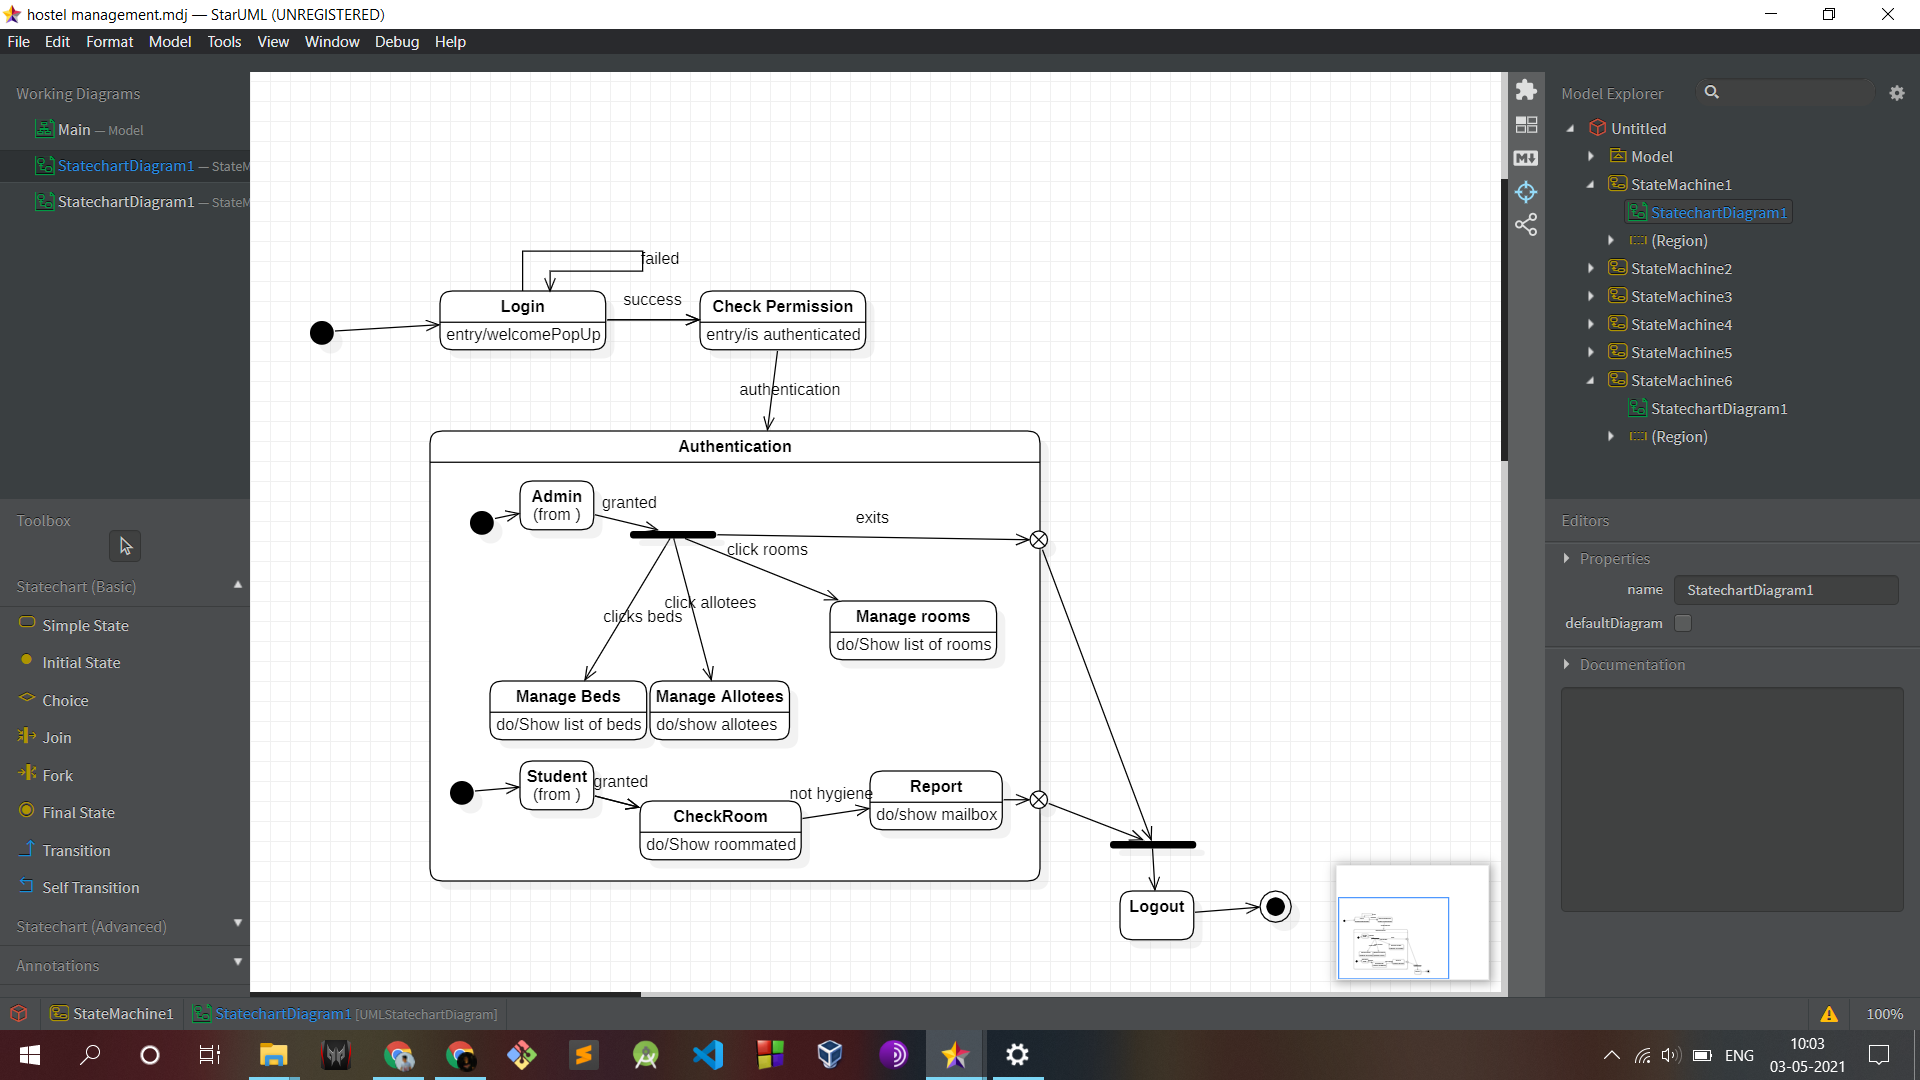 hostel management.mdj — StarUML (UNREGISTERED)
File Edit Format Model Tools View Window Debug Help
Working Diagrams
Main — Model
StatechartDiagram1 — StateM
StatechartDiagram1 — StateM
Toolbox
Statechart (Basic)
Simple State
Initial State
Choice
Join
Fork
Final State
Transition
Self Transition
Statechart (Advanced)
Annotations
failed
Login
entry/welcomePopUp
success
Check Permission
entry/is authenticated
authentication
Authentication
Admin
(from )
granted
exits
click rooms
click allotees
clicks beds
Manage rooms
do/Show list of rooms
Manage Beds
do/Show list of beds
Manage Allotees
do/show allotees
Student
(from )
granted
CheckRoom
do/Show roommated
not hygiene
Report
do/show mailbox
Logout
M
Model Explorer
Untitled
Model
StateMachine1
StatechartDiagram1
(Region)
StateMachine2
StateMachine3
StateMachine4
StateMachine5
StateMachine6
StatechartDiagram1
(Region)
Editors
Properties
name StatechartDiagram1
defaultDiagram
Documentation
StateMachine1 StatechartDiagram1 [UMLStatechartDiagram]
100%
ENG
10:03
03-05-2021